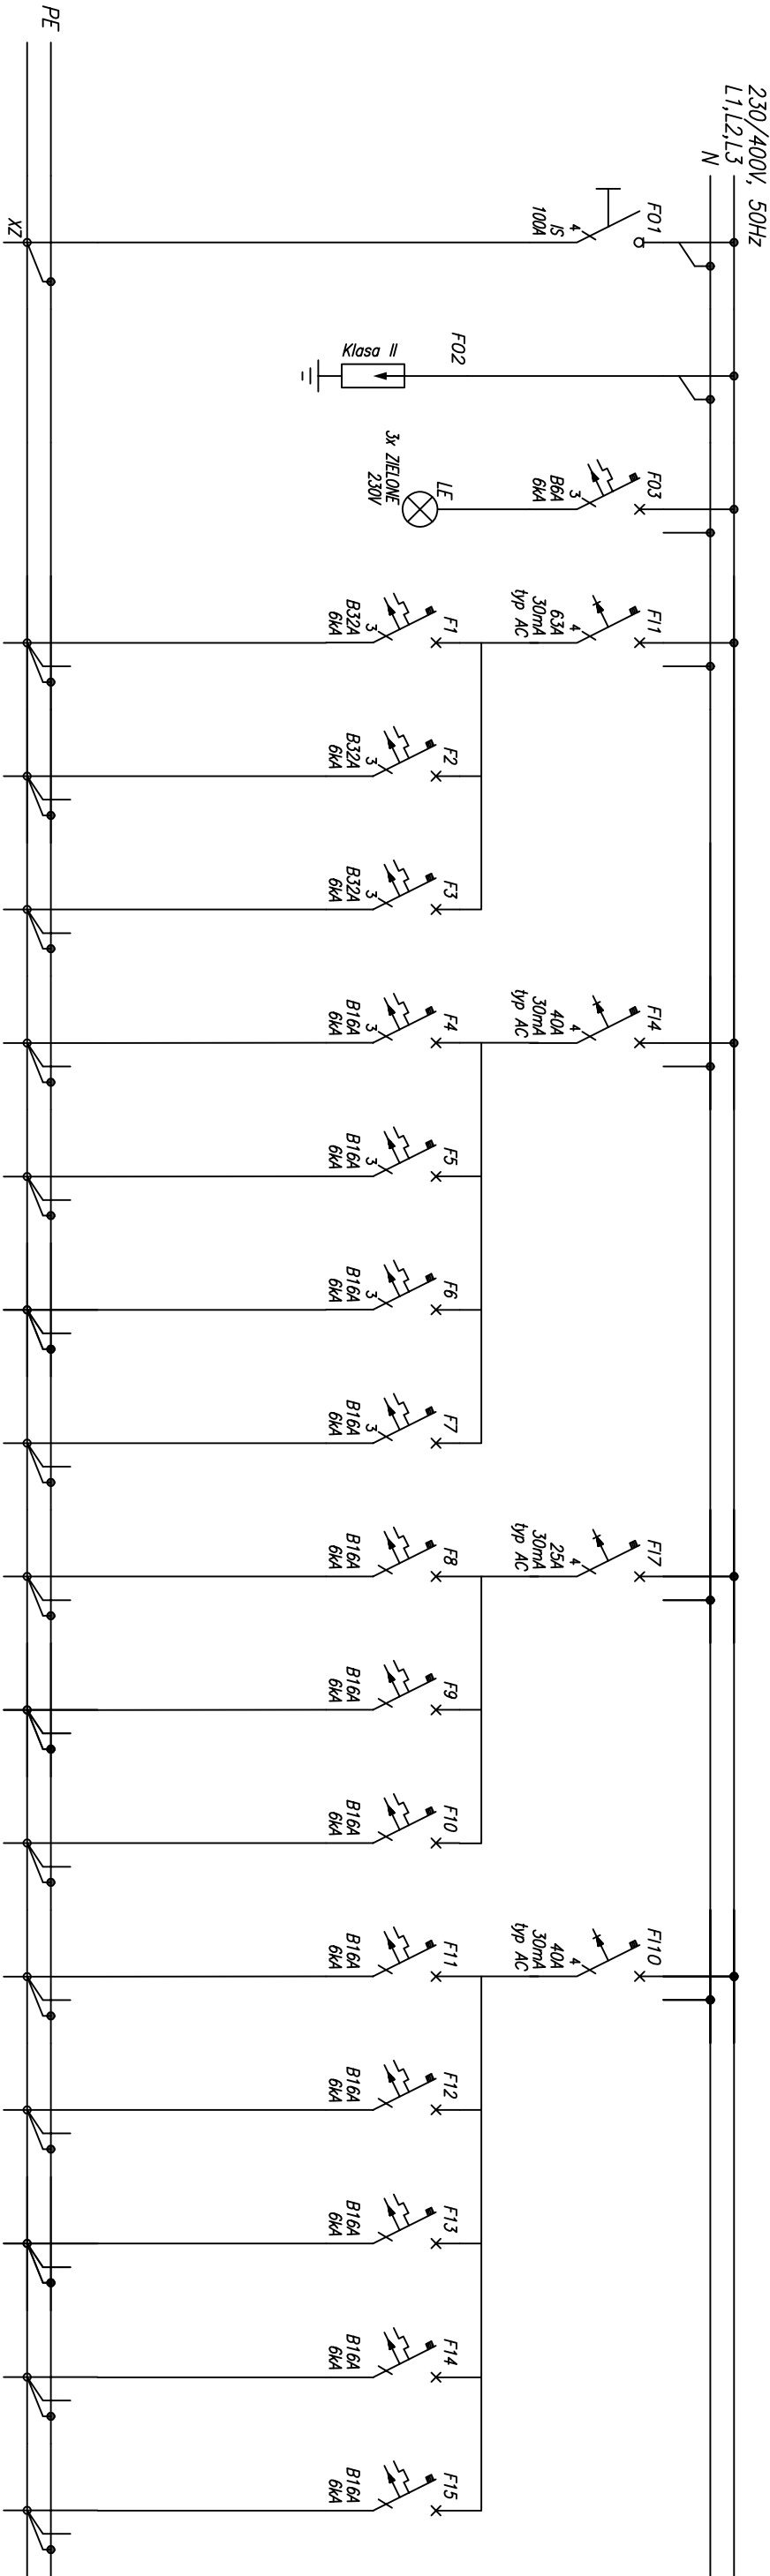 230/400V, 50Hz
L1,L2,L3
N
PE
XZ
F01
4
IS
100A
F02
Klasa II
F03
3
B6A
6kA
LE
3x ZIELONE
230V
FI1
4
63A
30mA
typ AC
F1
3
B32A
6kA
F2
3
B32A
6kA
F3
3
B32A
6kA
FI4
4
40A
30mA
typ AC
F4
3
B16A
6kA
F5
3
B16A
6kA
F6
3
B16A
6kA
F7
3
B16A
6kA
FI7
4
25A
30mA
typ AC
F8
B16A
6kA
F9
B16A
6kA
F10
B16A
6kA
FI10
4
40A
30mA
typ AC
F11
B16A
6kA
F12
B16A
6kA
F13
B16A
6kA
F14
B16A
6kA
F15
B16A
6kA